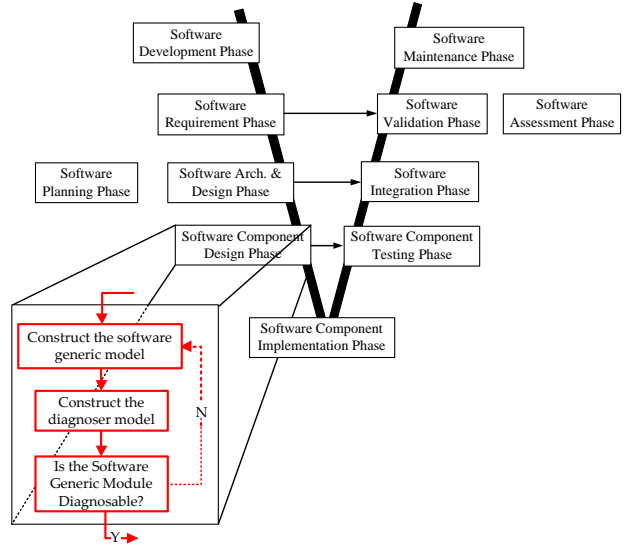 Software
Development Phase
Software
Maintenance Phase
Software
Requirement Phase
Software
Validation Phase
Software
Assessment Phase
Software
Planning Phase
Software Arch. &
Design Phase
Software
Integration Phase
Software Component
Design Phase
Software Component
Testing Phase
Software Component
Implementation Phase
Construct the software
generic model
Construct the
diagnoser model
N
Is the Software
Generic Module
Diagnosable?
Y